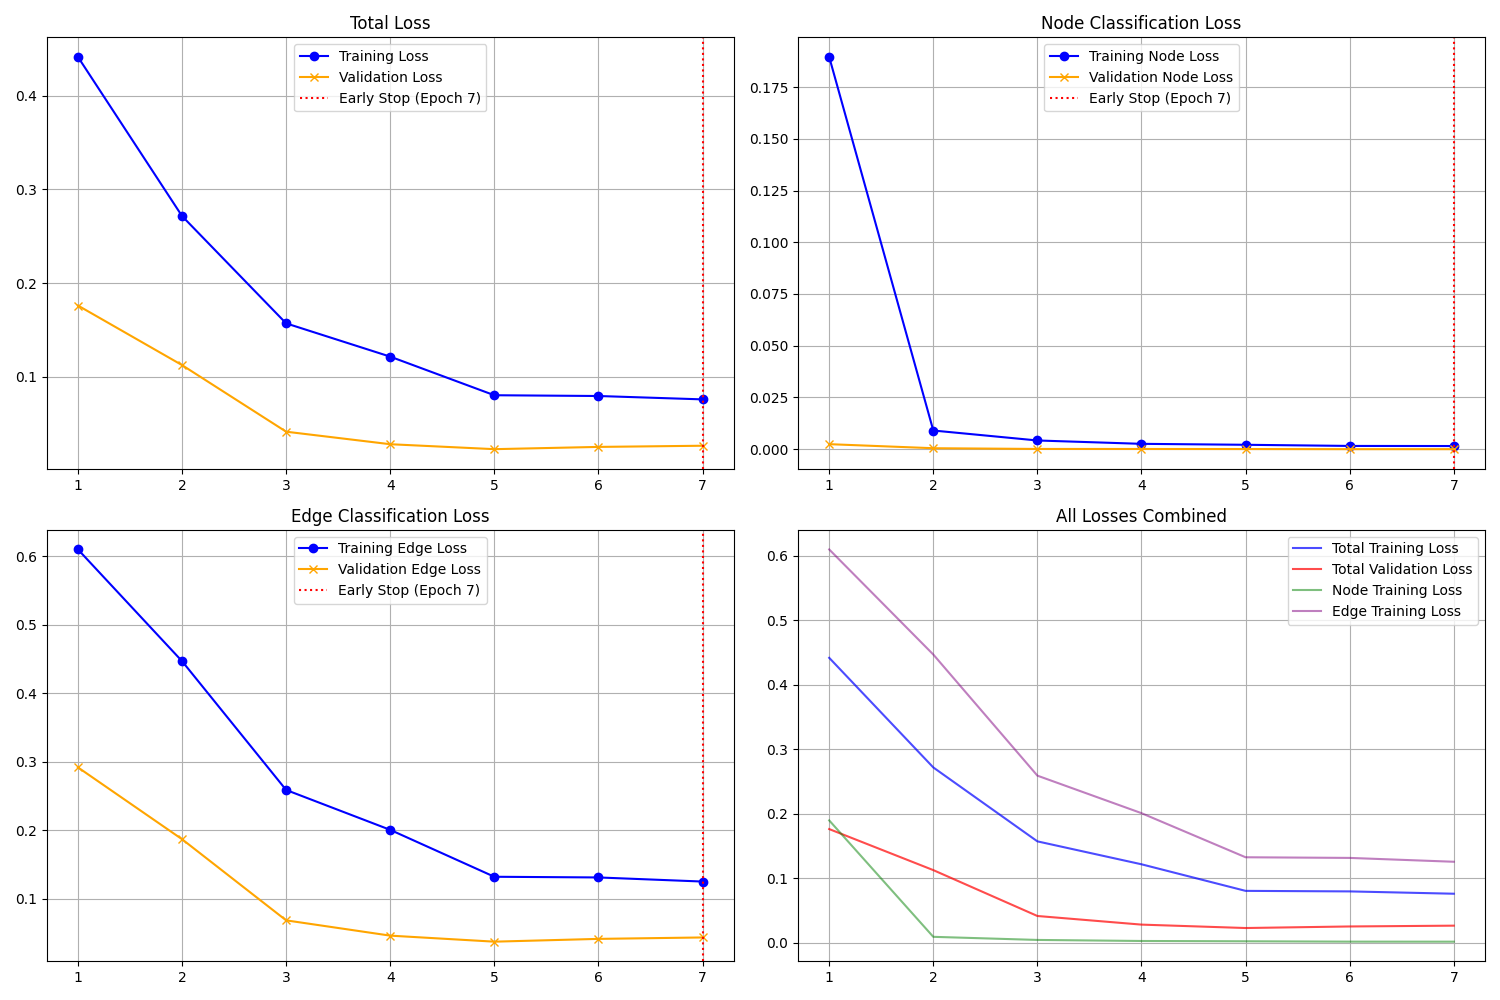 Total Loss
Training Loss
Validation Loss
Early Stop (Epoch 7)
0.4
0.3
0.2
0.1
1 2 3 4 5 6 7
Node Classification Loss
Training Node Loss
Validation Node Loss
Early Stop (Epoch 7)
0.175
0.150
0.125
0.100
0.075
0.050
0.025
0.000
1 2 3 4 5 6 7
Edge Classification Loss
Training Edge Loss
Validation Edge Loss
Early Stop (Epoch 7)
0.6
0.5
0.4
0.3
0.2
0.1
1 2 3 4 5 6 7
All Losses Combined
Total Training Loss
Total Validation Loss
Node Training Loss
Edge Training Loss
0.6
0.5
0.4
0.3
0.2
0.1
0.0
1 2 3 4 5 6 7